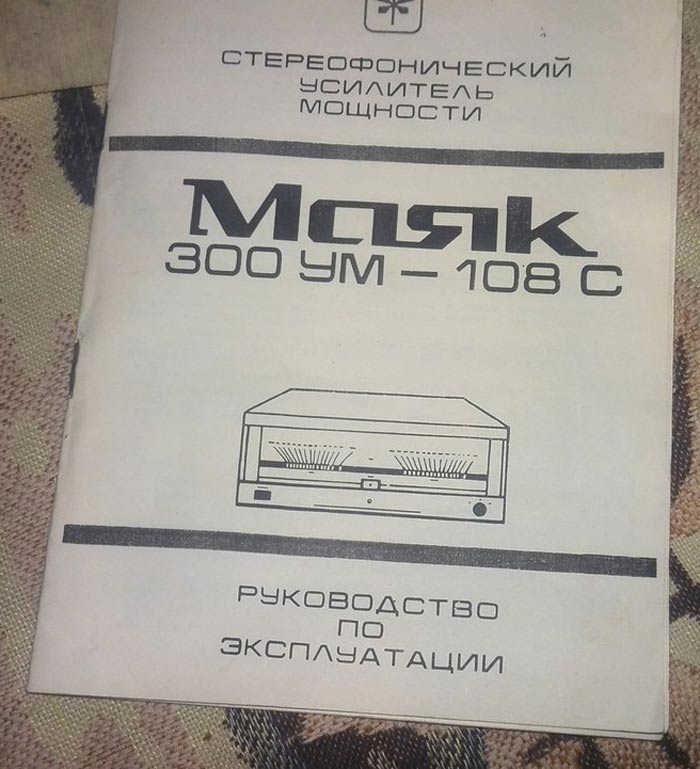 СТЕРЕОФОНИЧЕСКИЙ
УСИЛИТЕЛЬ
МОЩНОСТИ
Маяк
300 УМ – 108 С
РУКОВОДСТВО
ПО
ЭКСПЛУАТАЦИИ